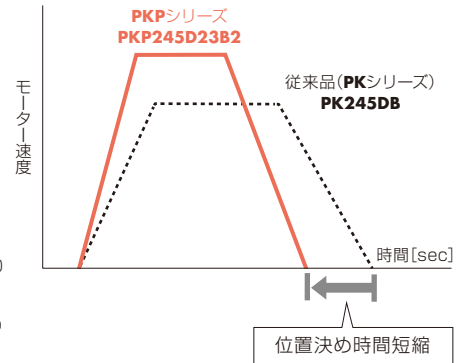 PKPシリーズ
PKP245D23B2
従来品(PKシリーズ)
PK245DB
モーター速度
時間[sec]
位置決め時間短縮